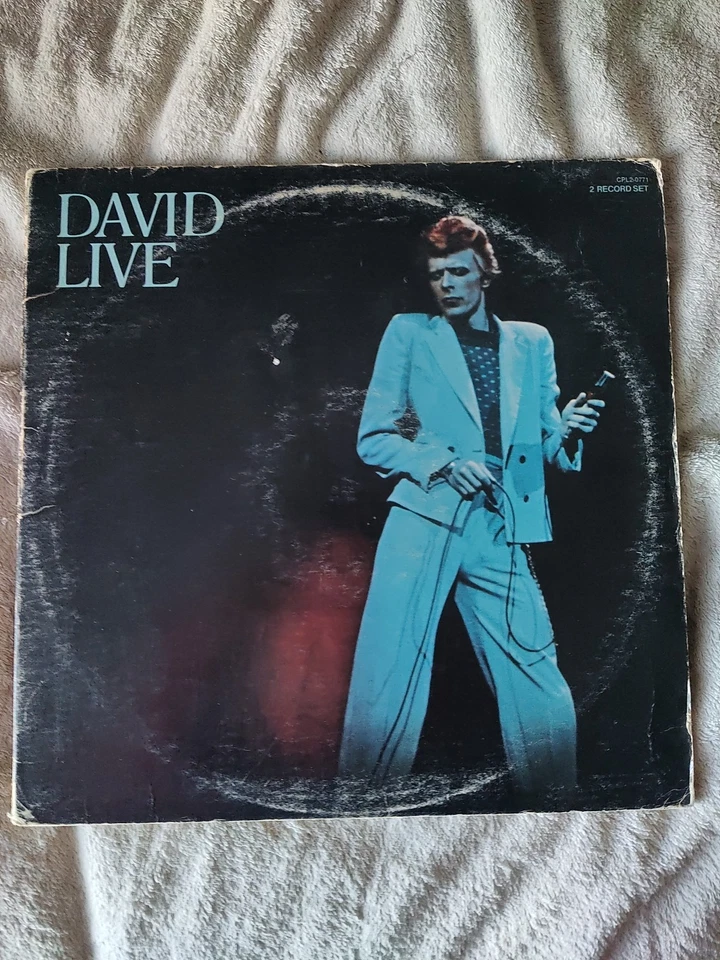 DAVID
LIVE
CPL2-0771
2 RECORD SET